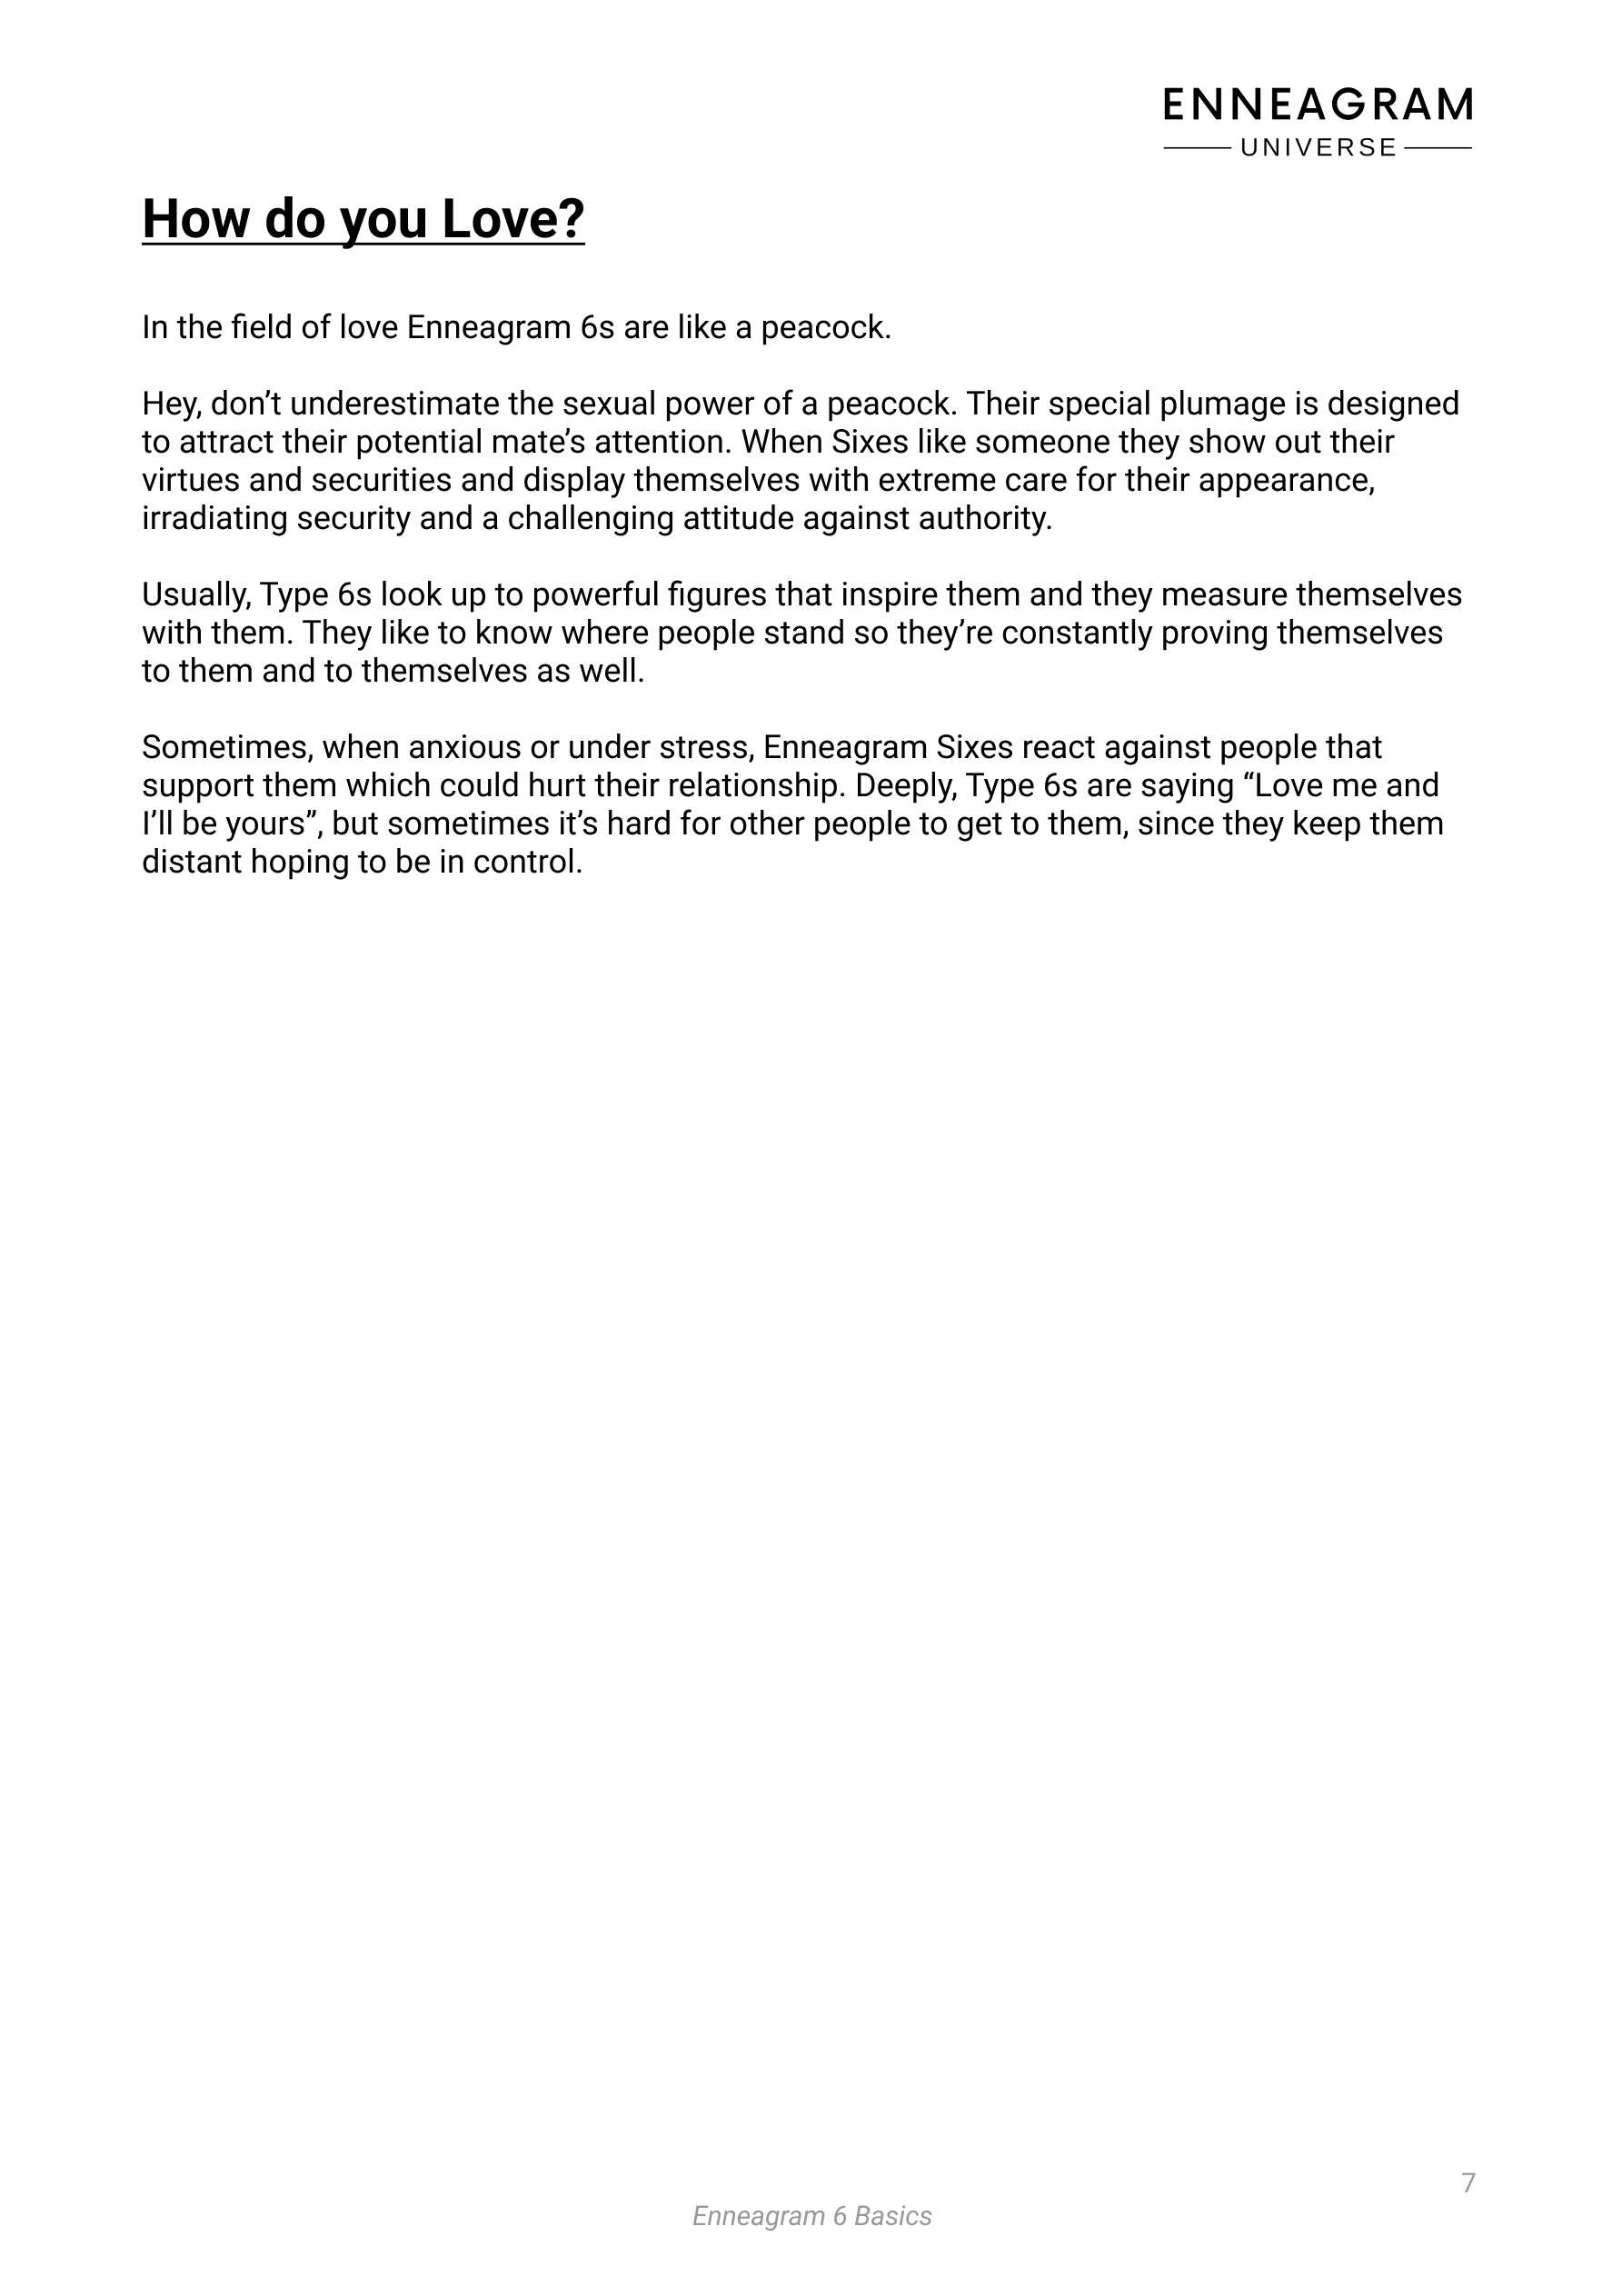 ENNEAGRAM
UNIVERSE
How do you Love?
In the field of love Enneagram 6s are like a peacock.
Hey, don’t underestimate the sexual power of a peacock. Their special plumage is designed
to attract their potential mate’s attention. When Sixes like someone they show out their
virtues and securities and display themselves with extreme care for their appearance,
irradiating security and a challenging attitude against authority.
Usually, Type 6s look up to powerful figures that inspire them and they measure themselves
with them. They like to know where people stand so they’re constantly proving themselves
to them and to themselves as well.
Sometimes, when anxious or under stress, Enneagram Sixes react against people that
support them which could hurt their relationship. Deeply, Type 6s are saying “Love me and
I’ll be yours”, but sometimes it’s hard for other people to get to them, since they keep them
distant hoping to be in control.
7
Enneagram 6 Basics